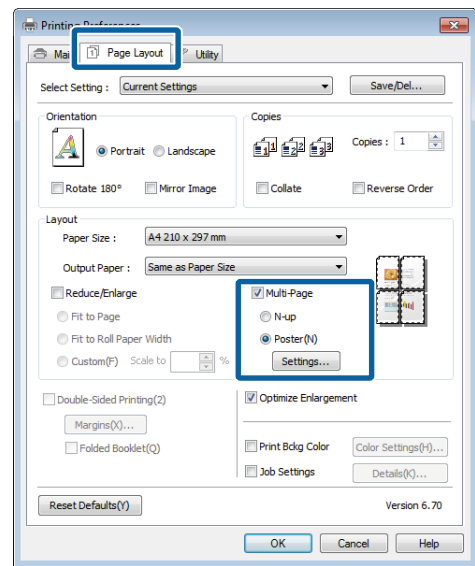 Printing Preferences
Mai Page Layout Utility
Select Setting : Current Settings Save/Del...
Orientation Copies
Portrait Landscape Copies : 1
Rotate 180° Mirror Image Collate Reverse Order
Layout
Paper Size : A4 210 x 297 mm
Output Paper : Same as Paper Size
Reduce/Enlarge Multi-Page
Fit to Page N-up
Fit to Roll Paper Width Poster(N)
Custom(F) Scale to % Settings...
Double-Sided Printing(2) Optimize Enlargement
Margins(X)...
Folded Booklet(Q) Print Bckg Color Color Settings(H)...
Job Settings Details(K)...
Reset Defaults(Y) Version 6.70
OK Cancel Help